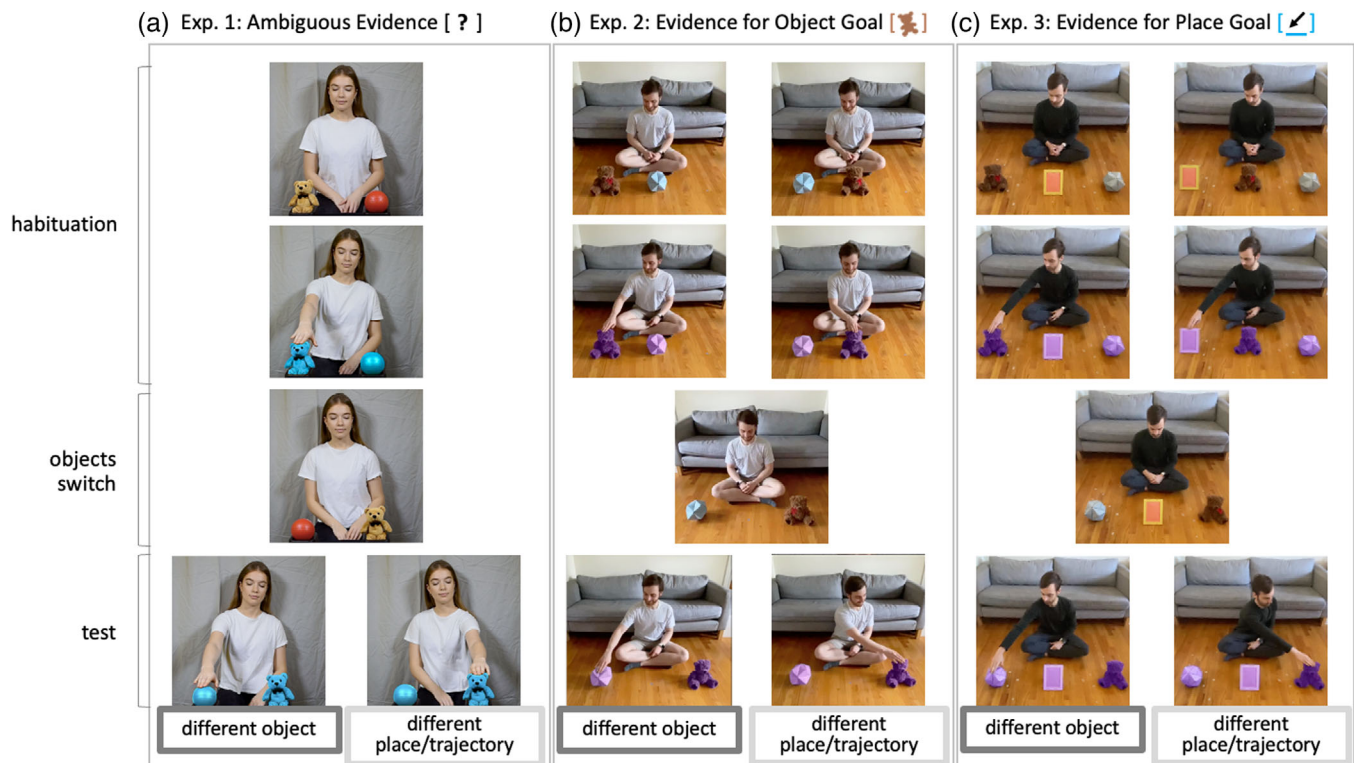 (a) Exp. 1: Ambiguous Evidence [ ? ]
(b) Exp. 2: Evidence for Object Goal [ ]
(c) Exp. 3: Evidence for Place Goal [ ]
habituation
objects
switch
test
different object
different
place/trajectory
different object
different
place/trajectory
different object
different
place/trajectory